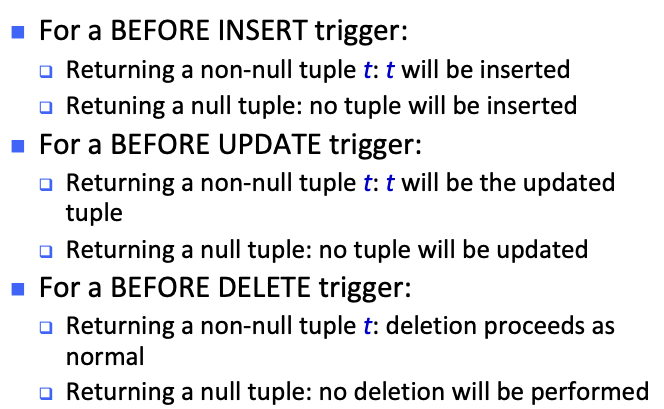 For a BEFORE INSERT trigger:
Returning a non-null tuple t: t will be inserted
Retuning a null tuple: no tuple will be inserted
For a BEFORE UPDATE trigger:
Returning a non-null tuple t: t will be the updated
tuple
Returning a null tuple: no tuple will be updated
For a BEFORE DELETE trigger:
Returning a non-null tuple t: deletion proceeds as
normal
Returning a null tuple: no deletion will be performed